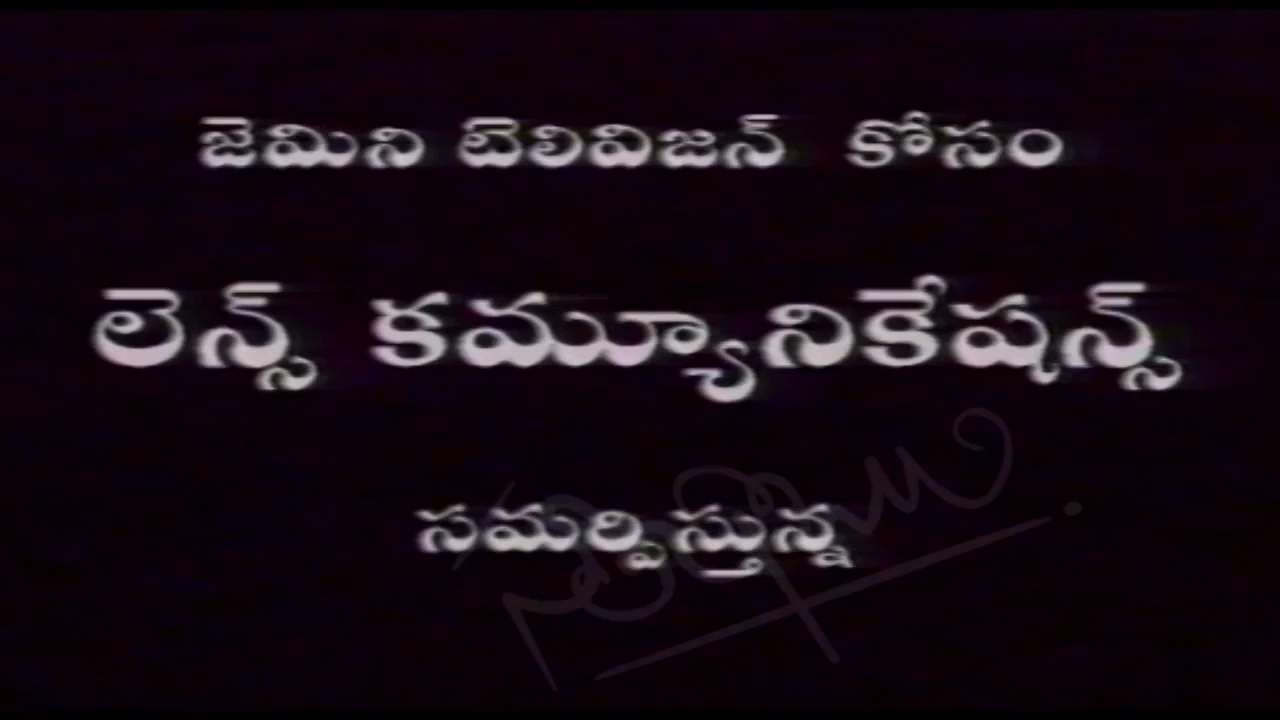 జెమిని టెలివిజన్ కోసం
లెన్స్ కమ్యూనికేషన్స్
సమర్పిస్తున్న